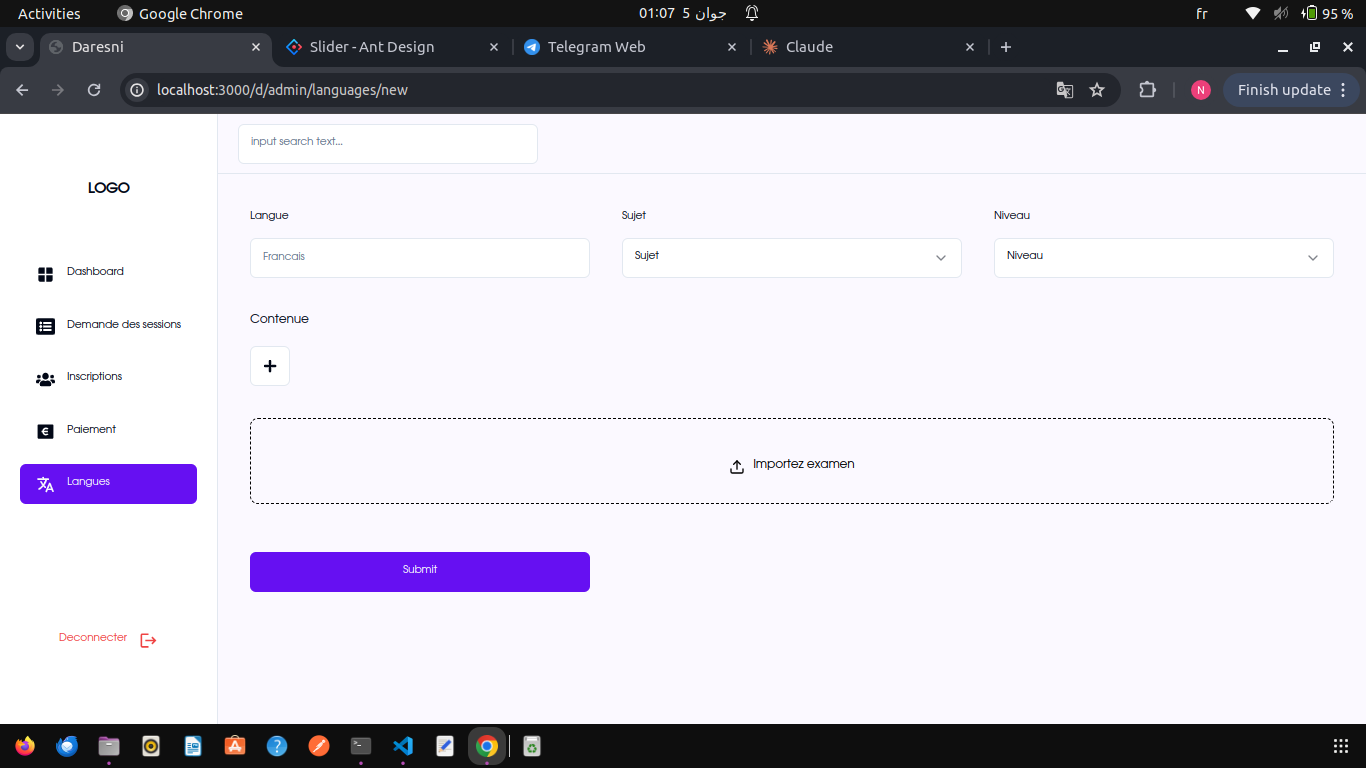 Activities
Google Chrome
01:07 5 جوان
fr
95 %
Daresni
Slider - Ant Design
Telegram Web
Claude
localhost:3000/d/admin/languages/new
N
Finish update
input search text...
LOGO
Dashboard
Demande des sessions
Inscriptions
Paiement
Langues
Deconnecter
Langue
Sujet
Niveau
Francais
Sujet
Niveau
Contenue
Importez examen
Submit